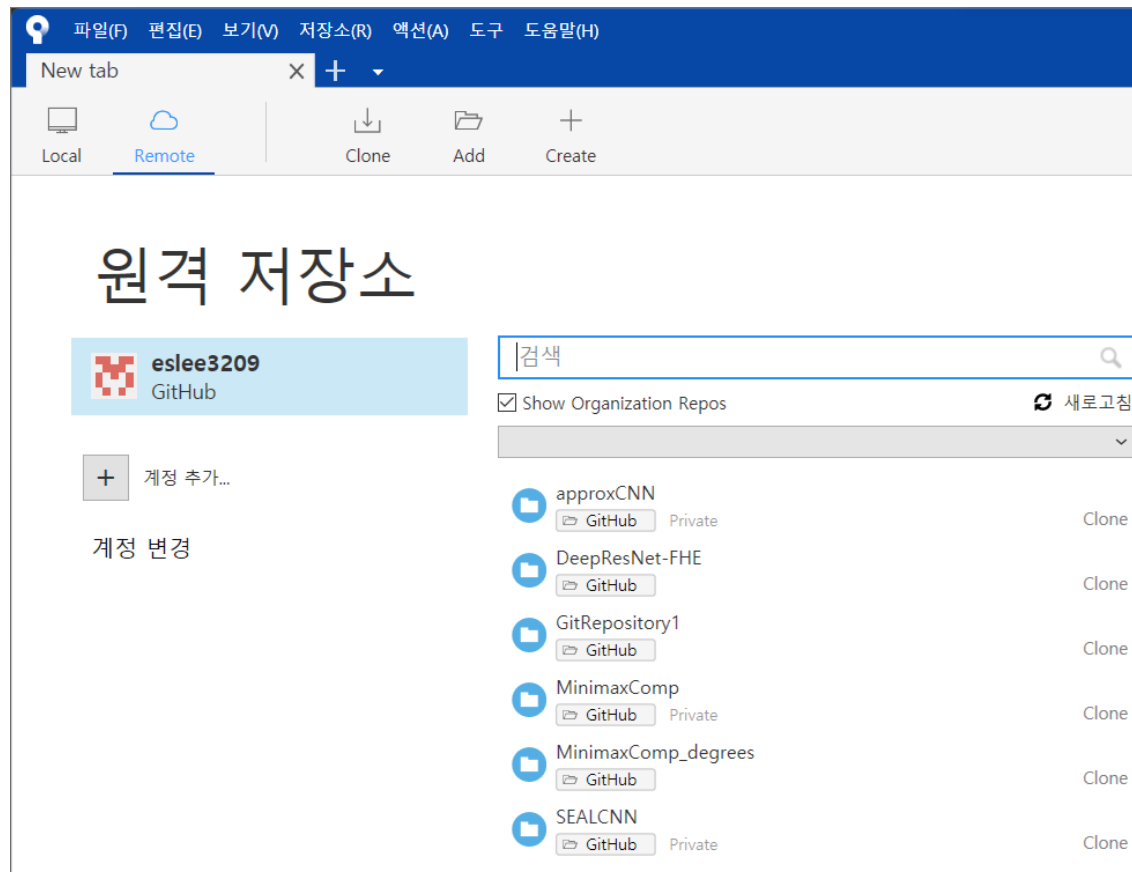 파일(F) 편집(E) 보기(V) 저장소(R) 액션(A) 도구 도움말(H)
New tab
Local Remote Clone Add Create
원격 저장소
eslee3209
GitHub
계정 추가...
계정 변경
검색
Show Organization Repos 새로고침
approxCNN
GitHub Private Clone
DeepResNet-FHE
GitHub Clone
GitRepository1
GitHub Clone
MinimaxComp
GitHub Private Clone
MinimaxComp_degrees
GitHub Clone
SEALCNN
GitHub Private Clone